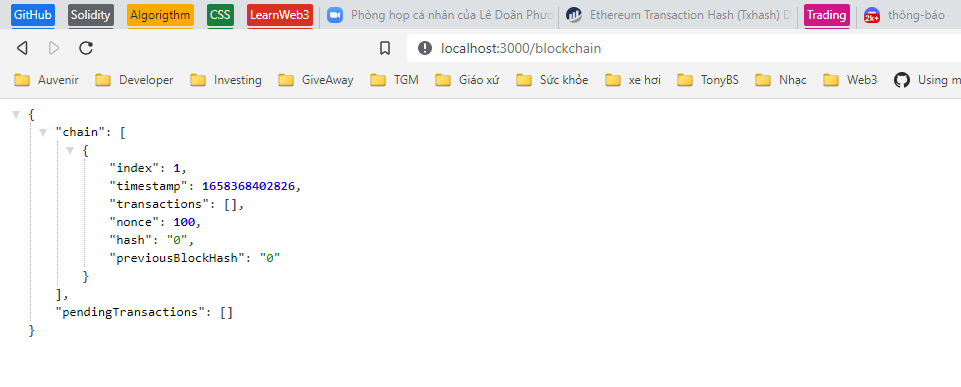 GitHub Solidity Algorigthm CSS LearnWeb3 Phòng họp cá nhân của Lê Doãn Phươ Ethereum Transaction Hash (Txhash) D Trading 2k+ thông-báo
localhost:3000/blockchain
Auvenir Developer Investing GiveAway TGM Giáo xứ Sức khỏe xe hơi TonyBS Nhạc Web3 Using m
{
"chain": [
{
"index": 1,
"timestamp": 1658368402826,
"transactions": [],
"nonce": 100,
"hash": "0",
"previousBlockHash": "0"
}
],
"pendingTransactions": []
}